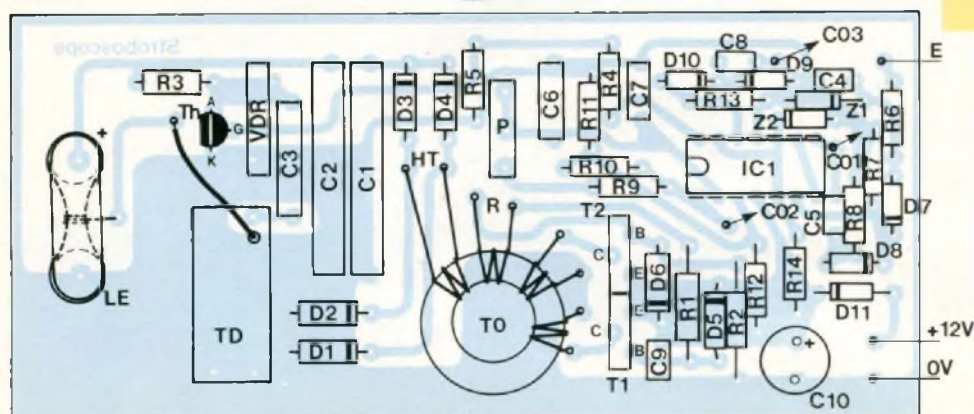 Stroboscope
C03
E
R3
VDR
C3
C2
C1
D3
D4
R5
P
C6
R11
R4
C7
D10
C8
D9
R13
C4
Z1
Z2
R6
Th
A
G
K
IC1
C01
R7
R10
R9
C02
C5
R8
D7
+
LE
HT
R
T2
B
C
E
D6
E
C
B
T1
TO
TD
D2
D1
R1
D5
R2
R12
R14
D8
D11
C9
+
C10
+12V
0V